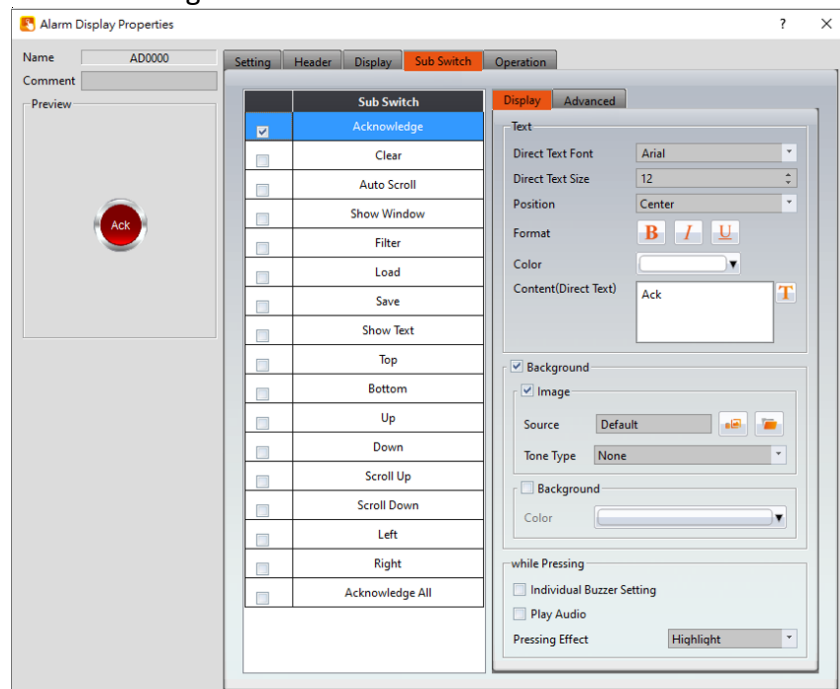 Alarm Display Properties ? ×
Name AD0000
Comment
Preview
Ack
Setting Header Display Sub Switch Operation
Sub Switch
Acknowledge
Clear
Auto Scroll
Show Window
Filter
Load
Save
Show Text
Top
Bottom
Up
Down
Scroll Up
Scroll Down
Left
Right
Acknowledge All
Display Advanced
Text
Direct Text Font Arial
Direct Text Size 12
Position Center
Format B I U
Color
Content(Direct Text) Ack T
Background
Image
Source Default
Tone Type None
Background
Color
while Pressing
Individual Buzzer Setting
Play Audio
Pressing Effect Highlight